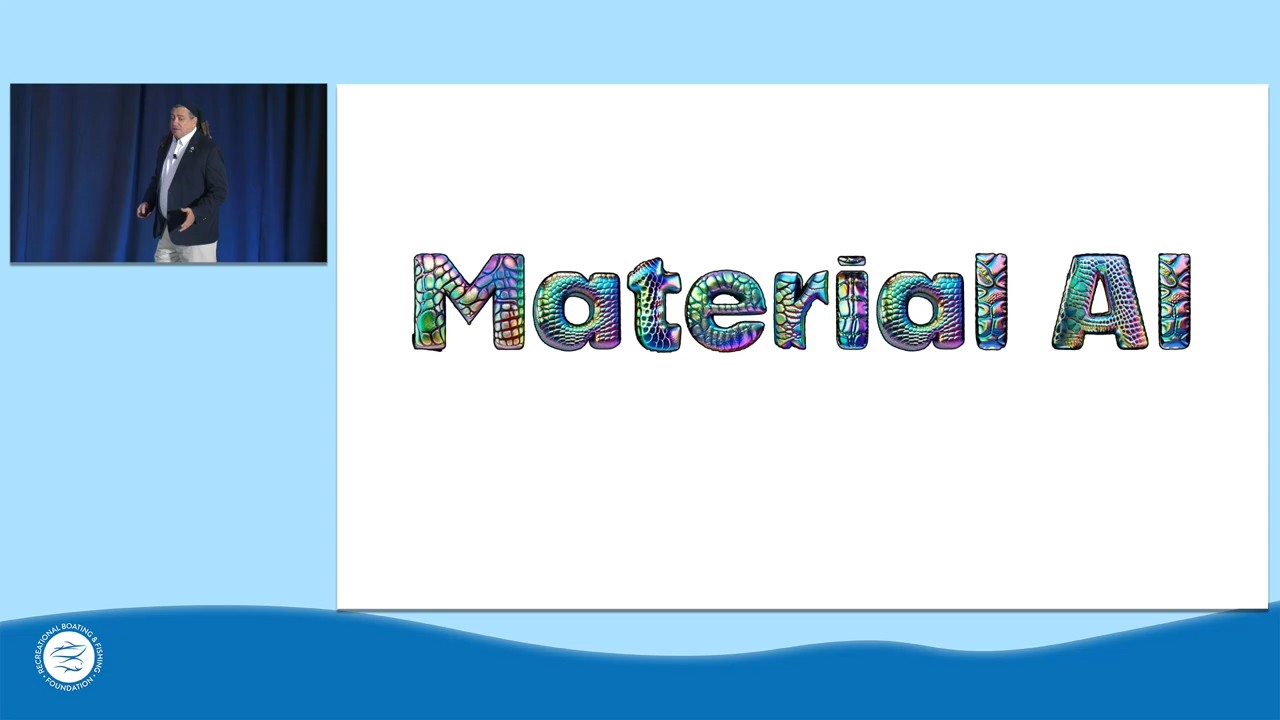 Material AI
RECREATIONAL BOATING & FISHING
• FOUNDATION •